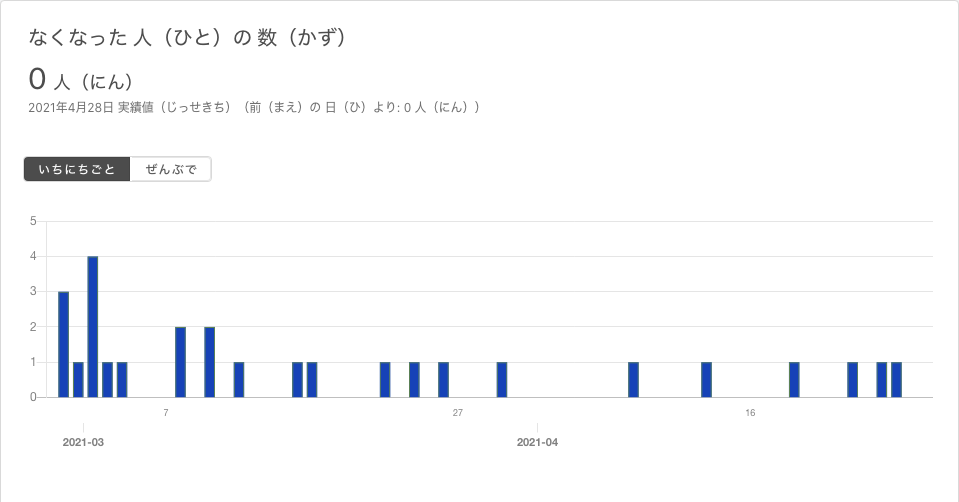 なくなった 人（ひと）の 数（かず）
0 人（にん）
2021年4月28日 実績値（じっせきち）（前（まえ）の 日（ひ）より: 0 人（にん））
いちにちごと ぜんぶで
5
4
3
2
1
0
7 27 16
2021-03 2021-04